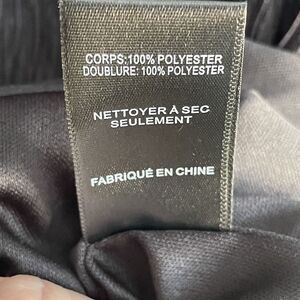 CORPS:100% POLYESTER
DOUBLURE: 100% POLYESTER
NETTOYER À SEC
SEULEMENT
FABRIQUÉ EN CHINE